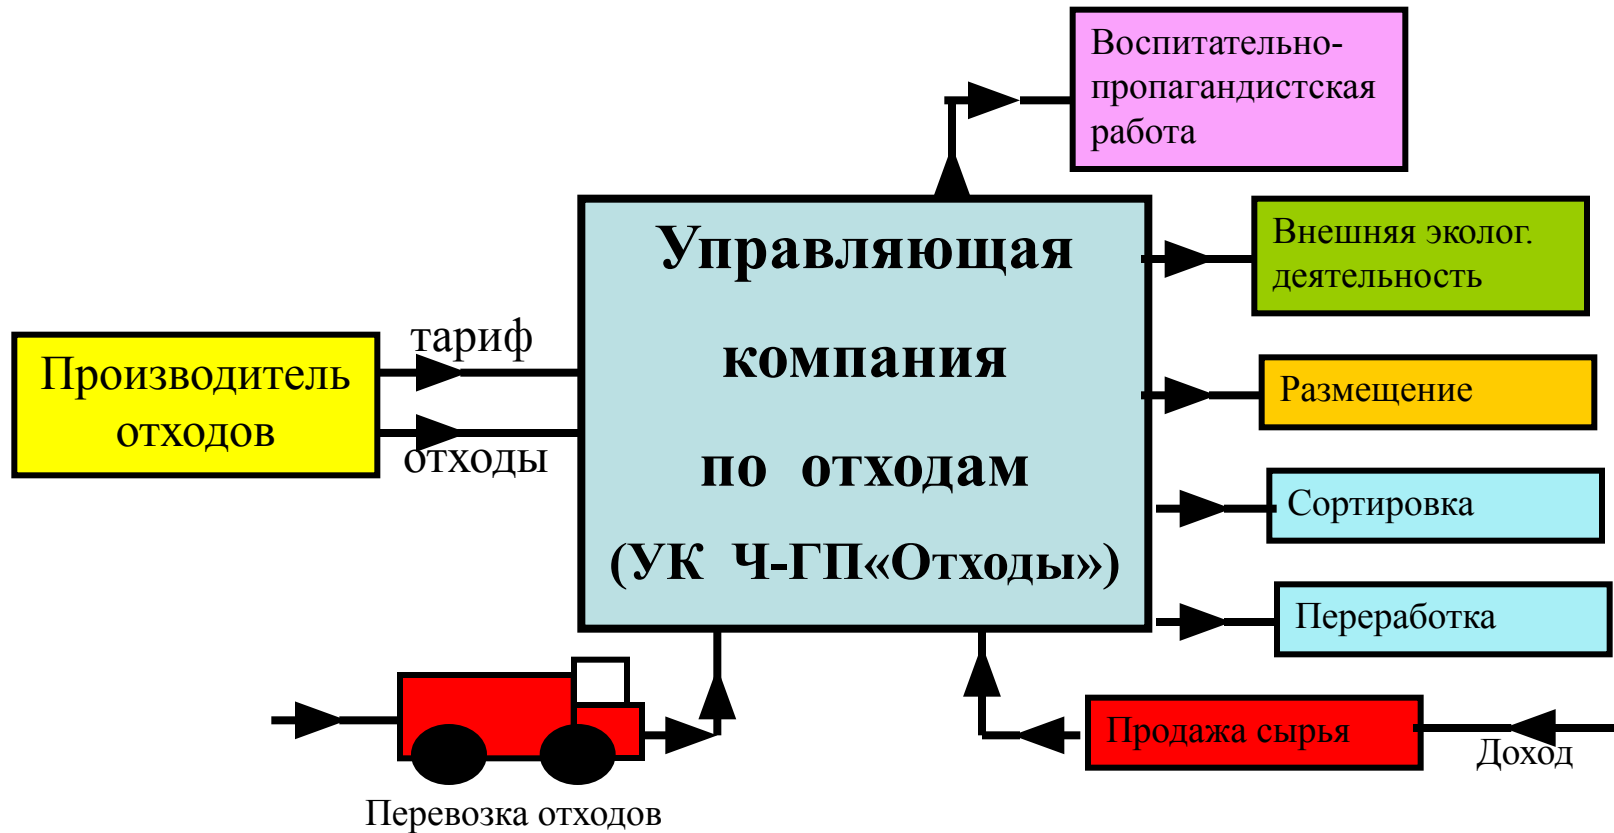 Воспитательно-
пропагандистская
работа
Управляющая
компания
по отходам
(УК Ч-ГП«Отходы»)
Внешняя эколог.
деятельность
тариф
Производитель
отходов
отходы
Размещение
Сортировка
Переработка
Продажа сырья
Доход
Перевозка отходов